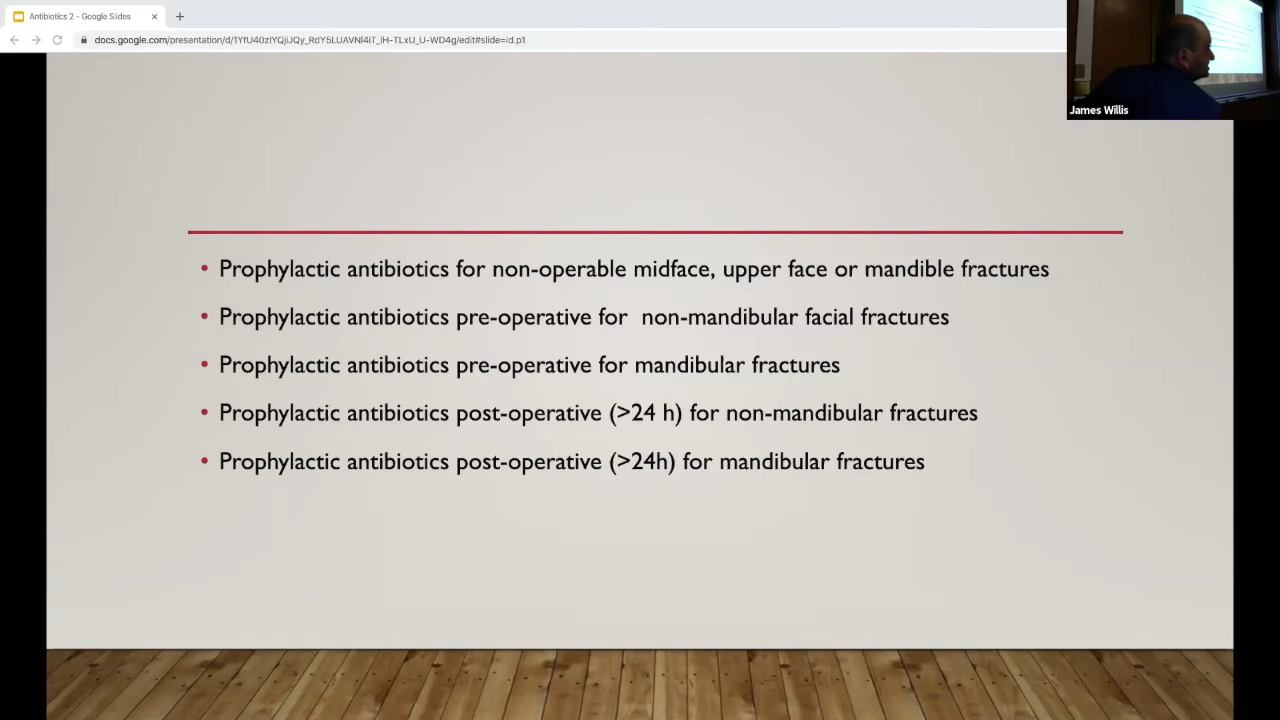 Antibiotics 2 - Google Slides
docs.google.com/presentation/d/1YfU40zIYQjiJQy_RdY5LUAVNl4iT_iH-TLxU_U-WD4g/edit#slide=id.p1
James Willis
• Prophylactic antibiotics for non-operable midface, upper face or mandible fractures
• Prophylactic antibiotics pre-operative for  non-mandibular facial fractures
• Prophylactic antibiotics pre-operative for mandibular fractures
• Prophylactic antibiotics post-operative (>24 h) for non-mandibular fractures
• Prophylactic antibiotics post-operative (>24h) for mandibular fractures